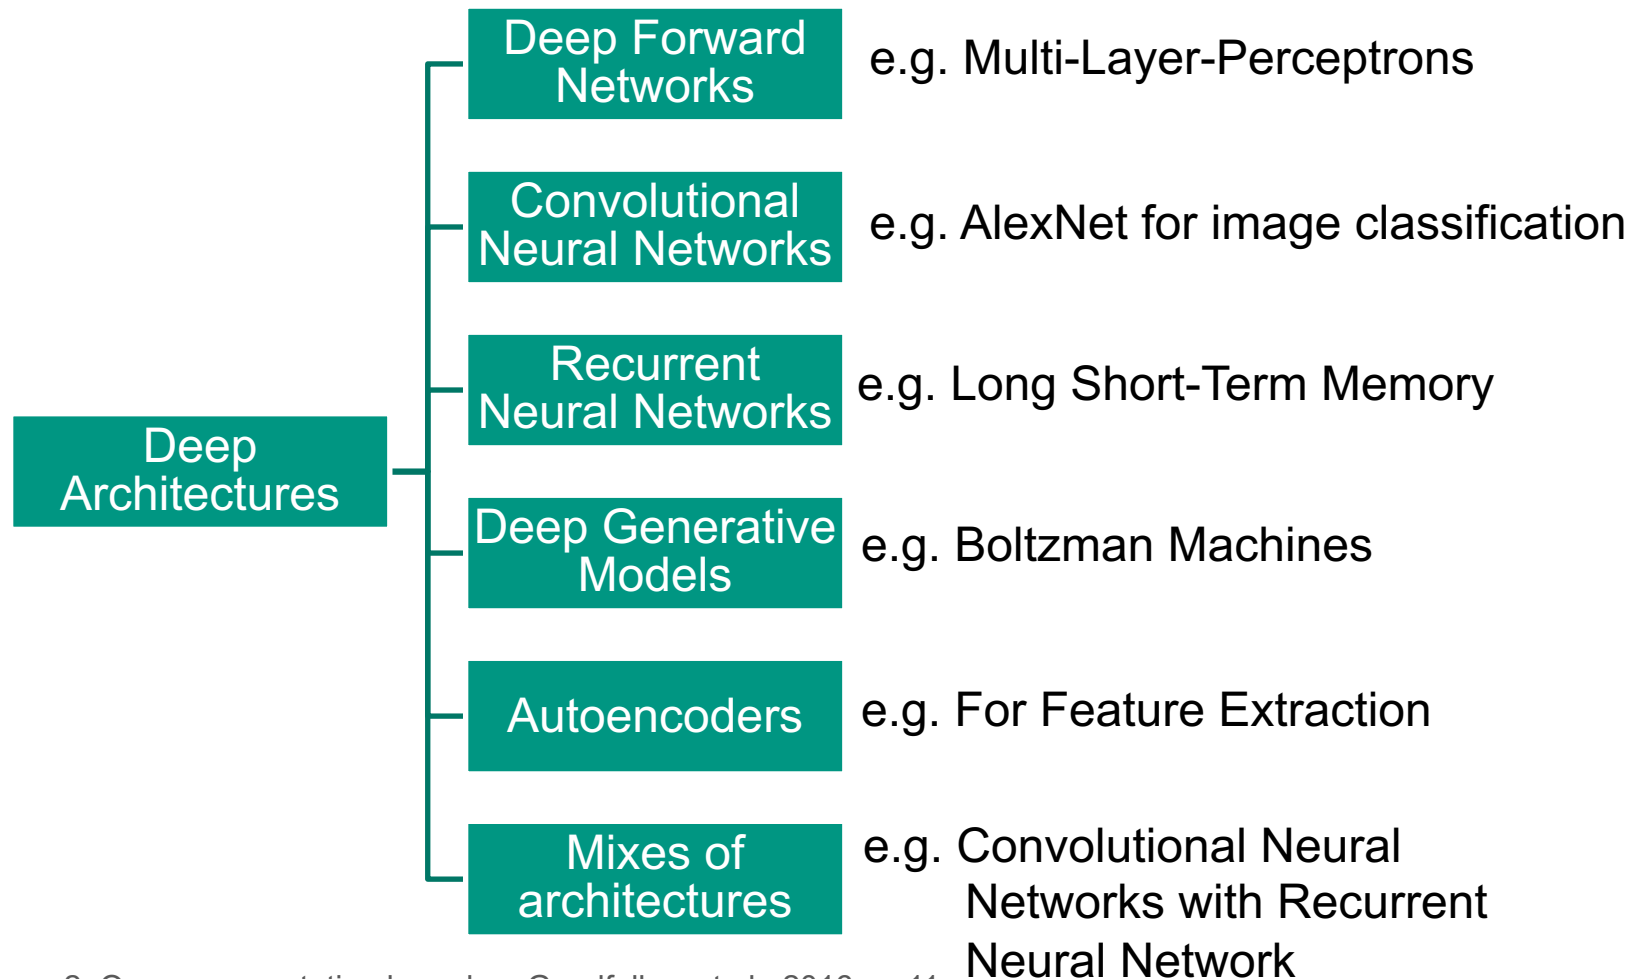 Deep Forward
Networks
e.g. Multi-Layer-Perceptrons
Convolutional
Neural Networks
e.g. AlexNet for image classification
Recurrent
Neural Networks
e.g. Long Short-Term Memory
Deep
Architectures
Deep Generative
Models
e.g. Boltzman Machines
Autoencoders
e.g. For Feature Extraction
Mixes of
architectures
e.g. Convolutional Neural
Networks with Recurrent
Neural Network